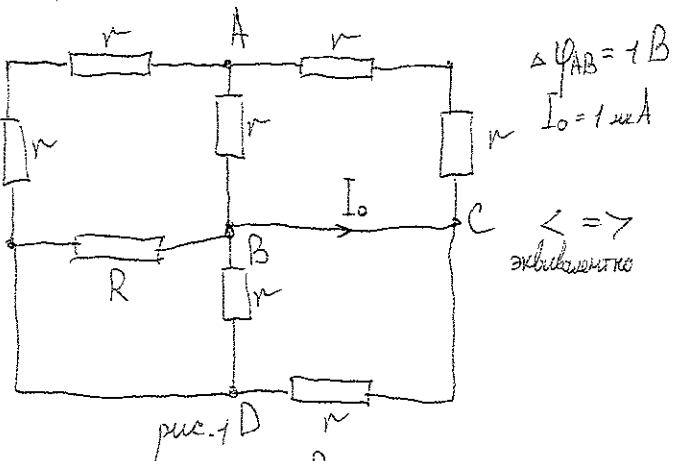 r
A
r
Δφ_AB = 1 В
I₀ = 1 мкА
r
r
r
I₀
C
<=>
эквивалентно
B
R
r
рис. 1
D
r